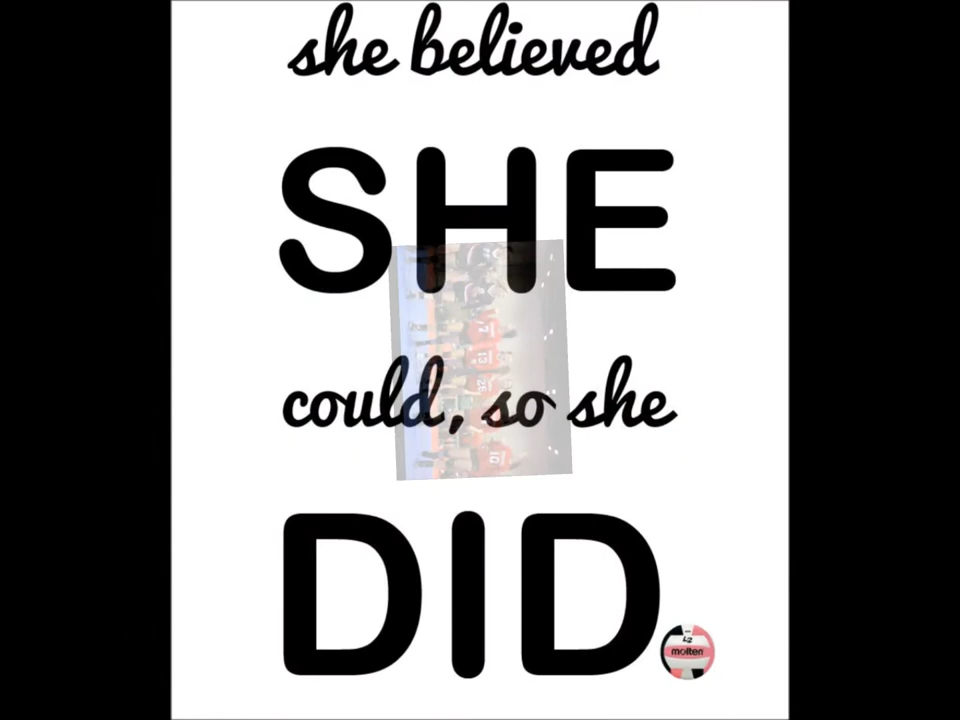 she believed
SHE
could, so she
DID.
molten